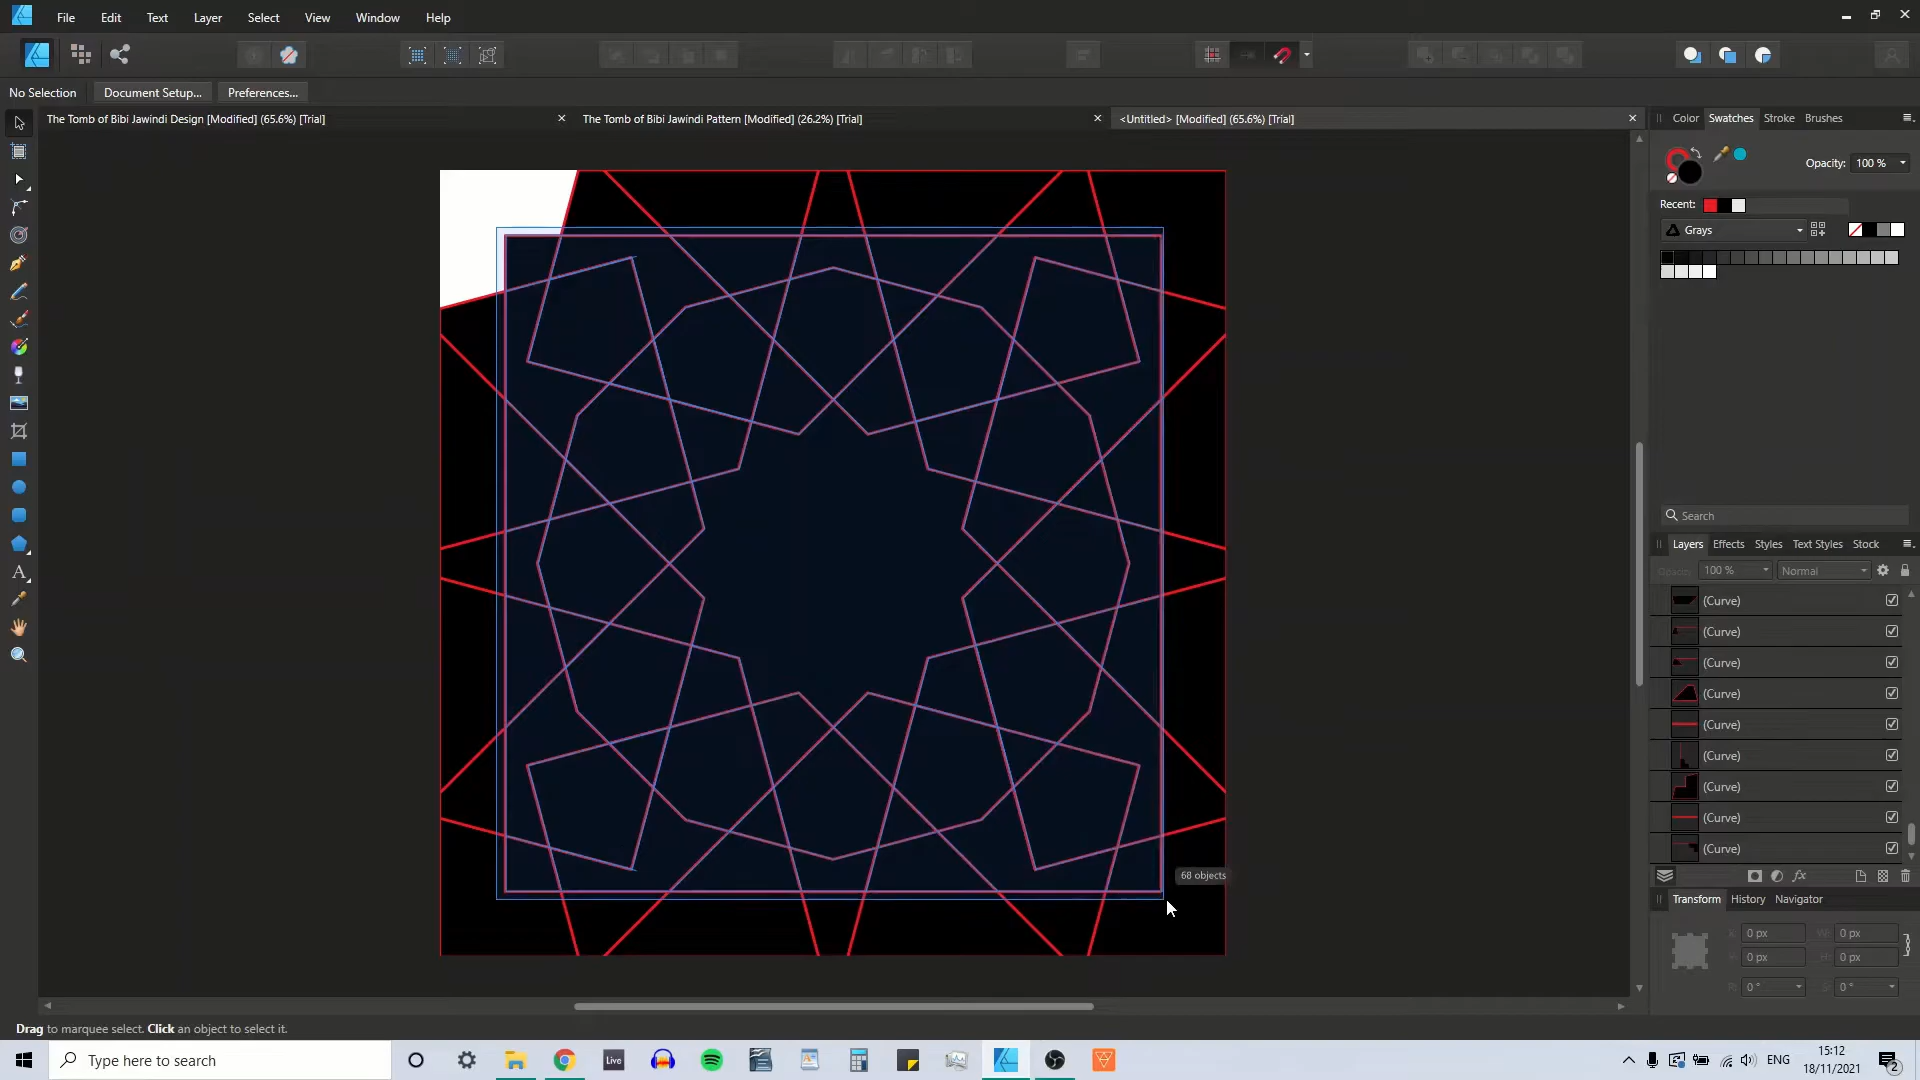 File Edit Text Layer Select View Window Help
No Selection Document Setup... Preferences...
The Tomb of Bibi Jawindi Design [Modified] (65.6%) [Trial]
The Tomb of Bibi Jawindi Pattern [Modified] (26.2%) [Trial]
<Untitled> [Modified] (65.6%) [Trial]
Color Swatches Stroke Brushes
Opacity: 100 %
Recent:
Grays
Search
Layers Effects Styles Text Styles Stock
Opacity: 100 % Normal
(Curve)
(Curve)
(Curve)
(Curve)
(Curve)
(Curve)
(Curve)
(Curve)
(Curve)
68 objects
Transform History Navigator
X: 0 px W: 0 px
Y: 0 px H: 0 px
R: 0 ° S: 0 °
Drag to marquee select. Click an object to select it.
Type here to search
Live
ENG
15:12
18/11/2021
2